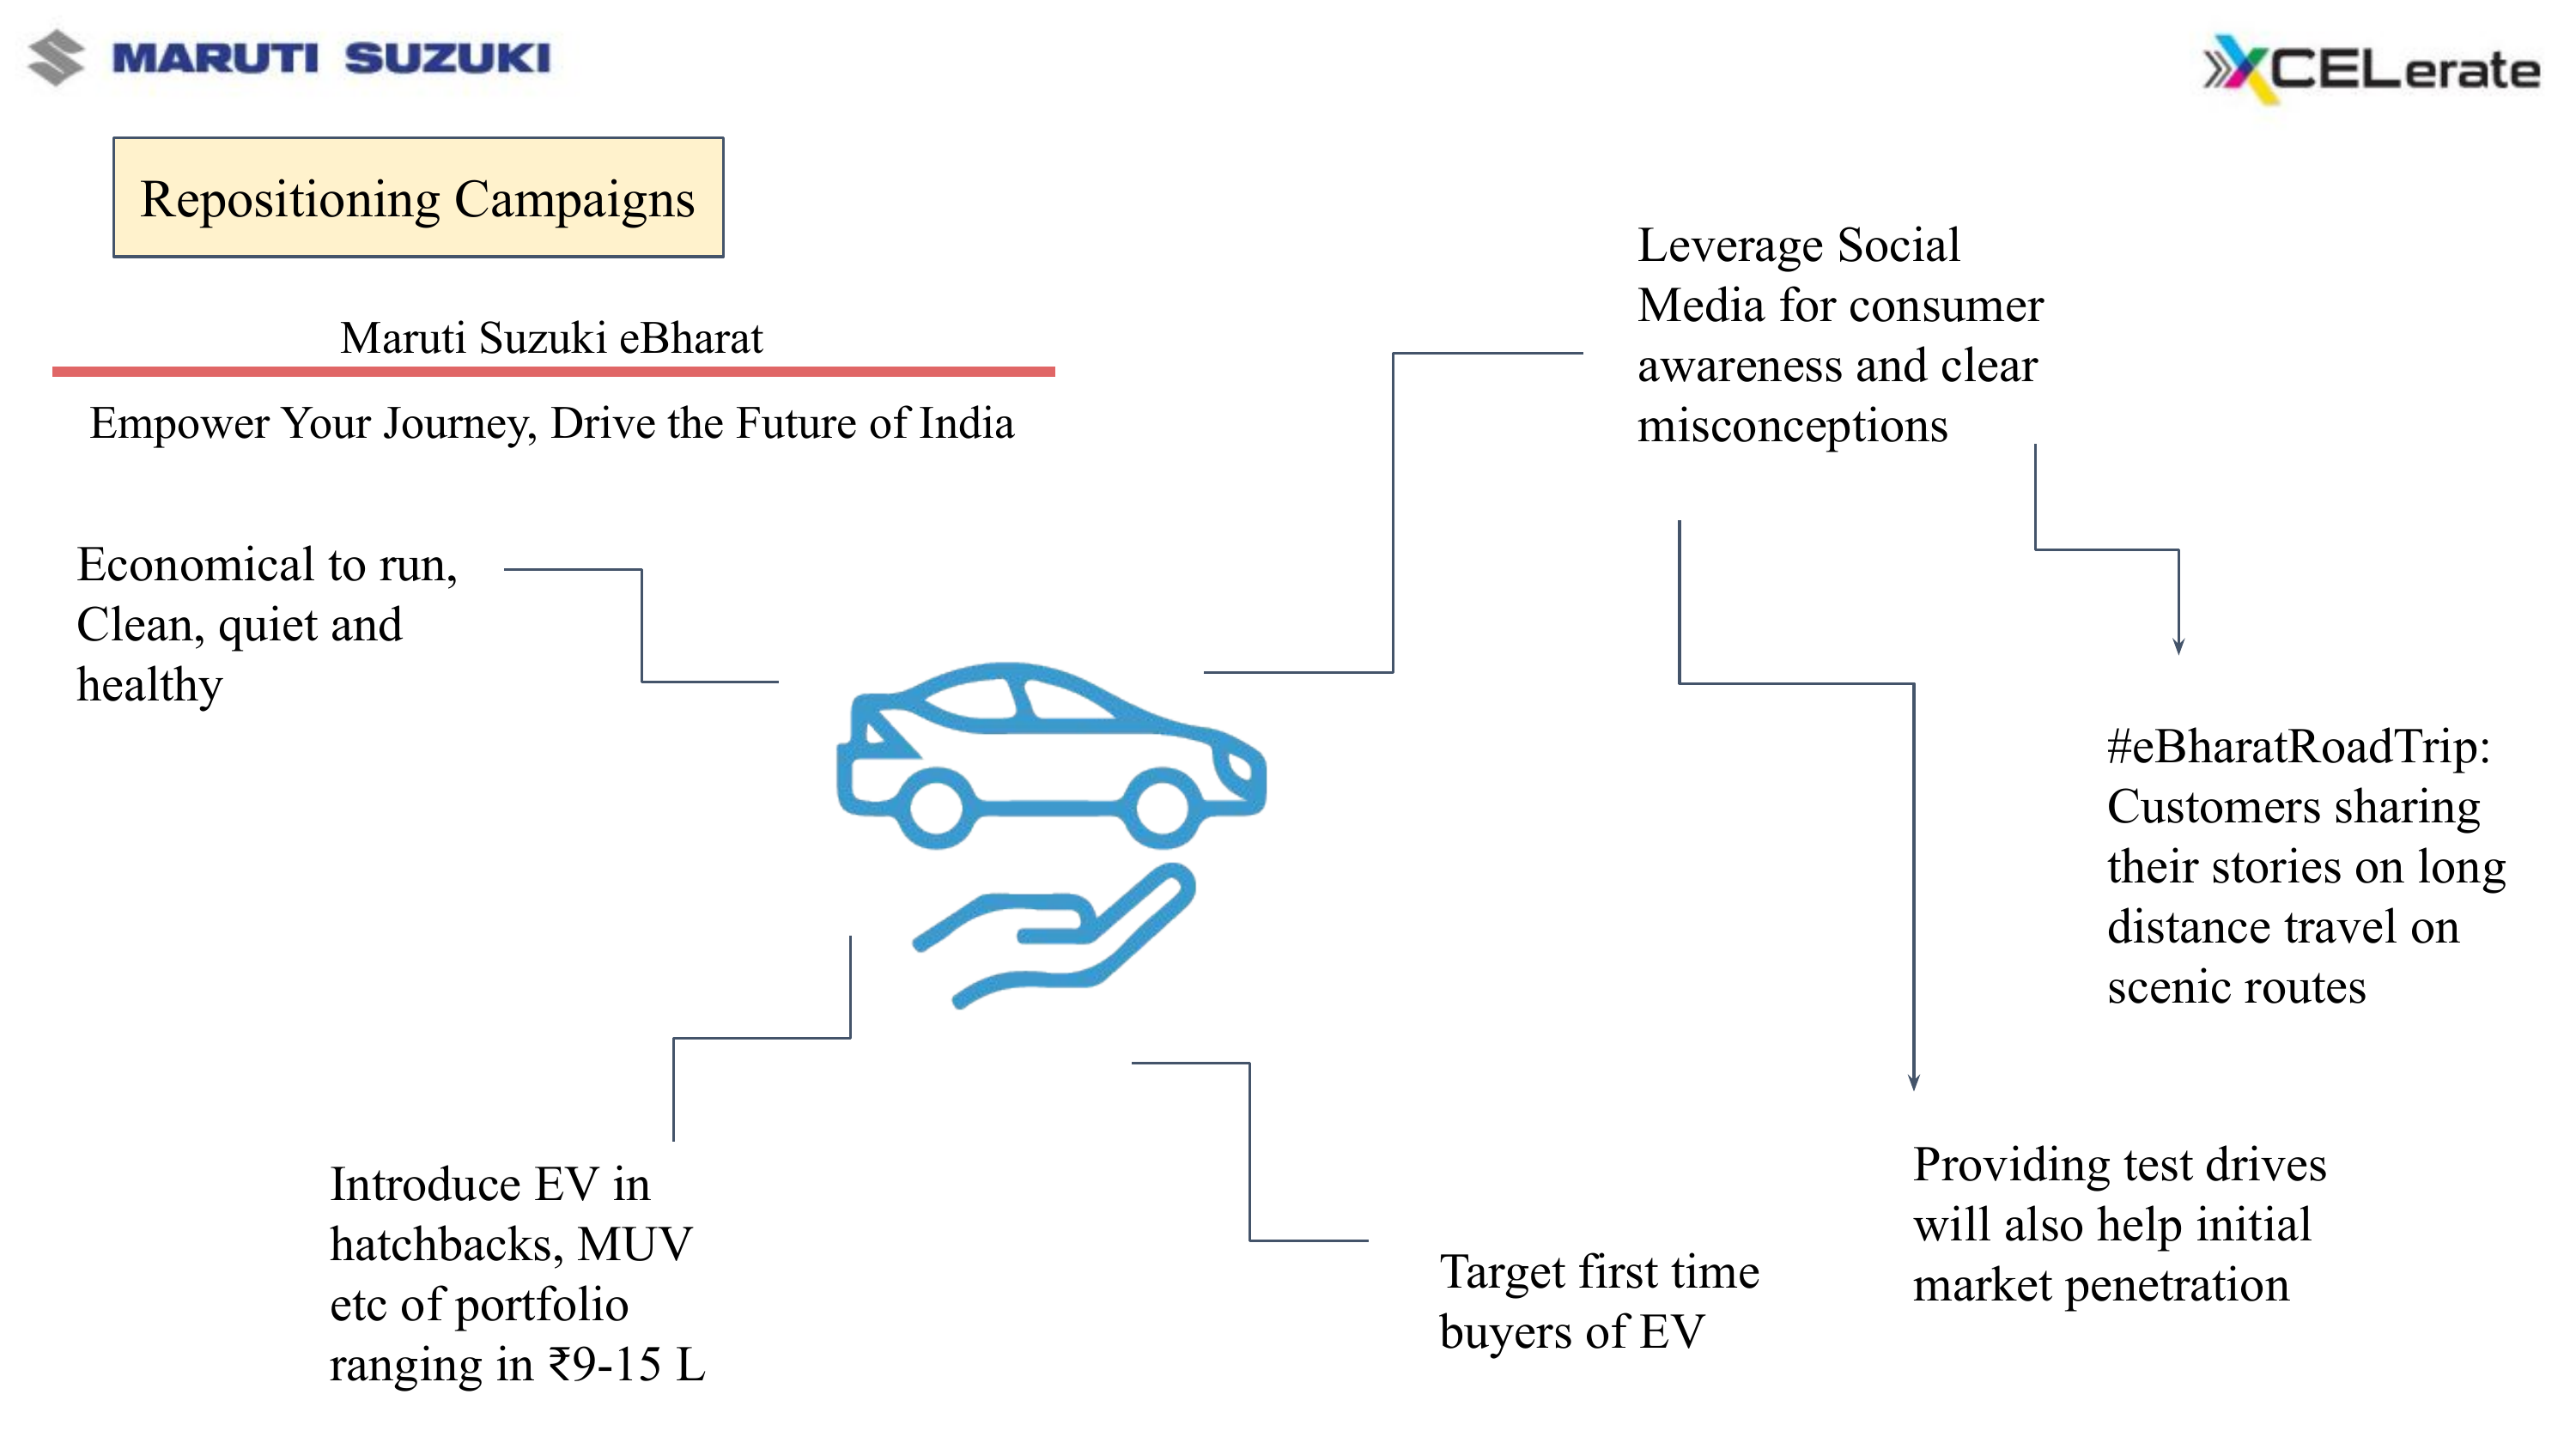 MARUTI SUZUKI
XCELerate
Repositioning Campaigns
Maruti Suzuki eBharat
Empower Your Journey, Drive the Future of India
Leverage Social
Media for consumer
awareness and clear
misconceptions
Economical to run,
Clean, quiet and
healthy
#eBharatRoadTrip:
Customers sharing
their stories on long
distance travel on
scenic routes
Introduce EV in
hatchbacks, MUV
etc of portfolio
ranging in ₹9-15 L
Target first time
buyers of EV
Providing test drives
will also help initial
market penetration